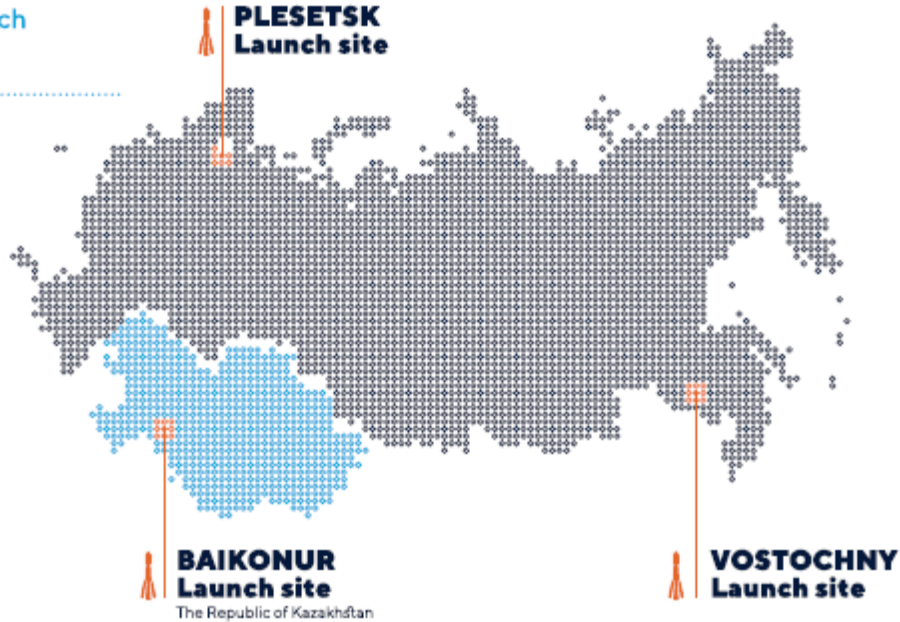 ch
PLESETSK
Launch site
BAIKONUR
Launch site
The Republic of Kazakhstan
VOSTOCHNY
Launch site